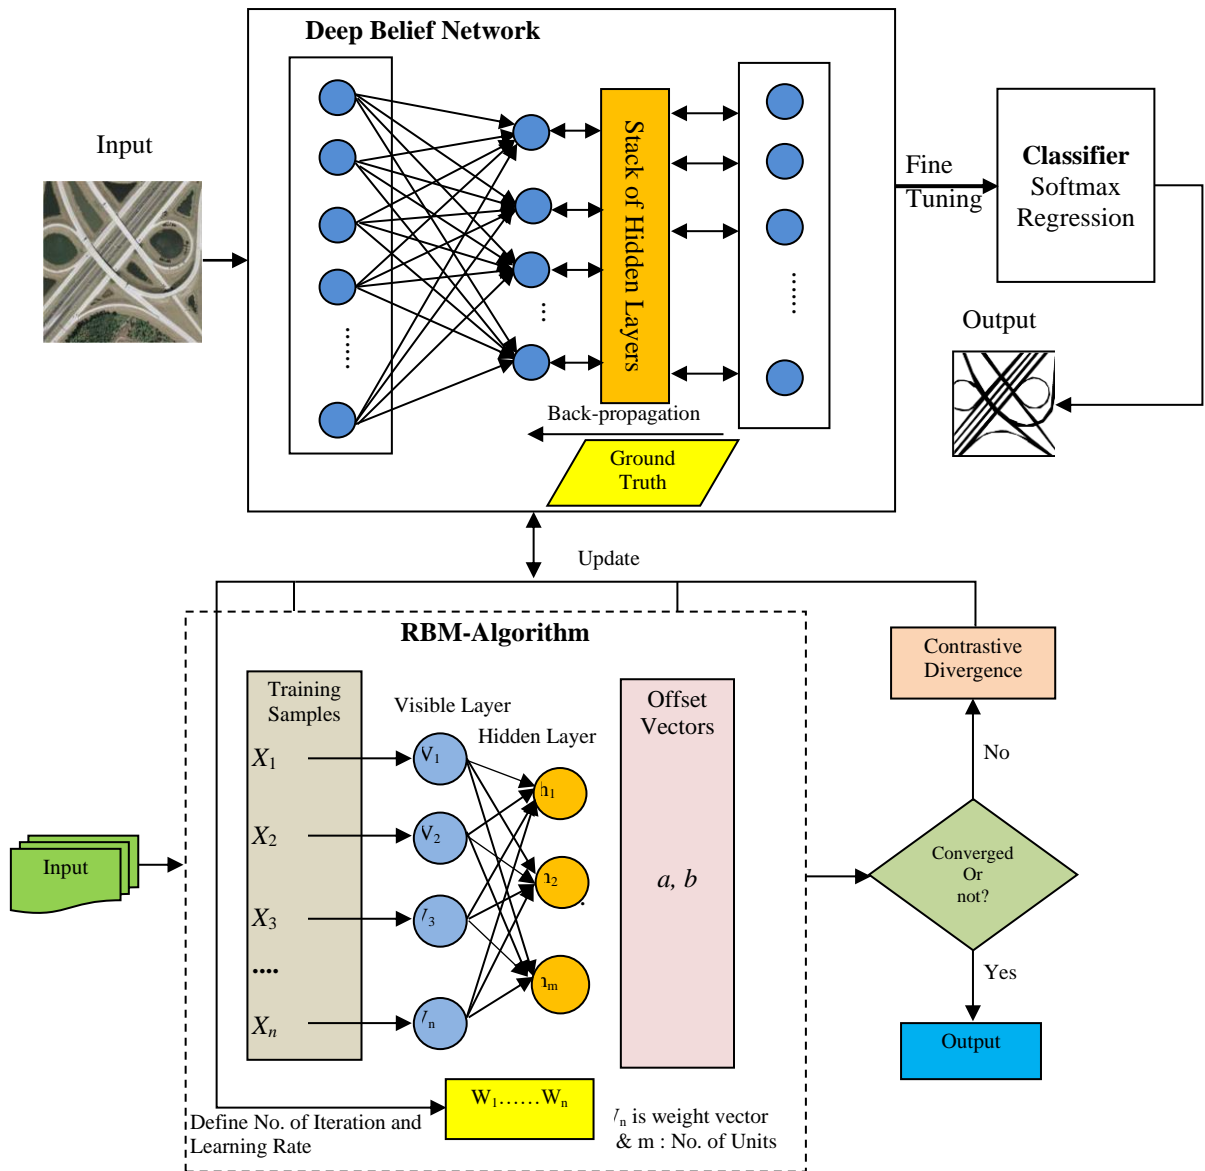 Deep Belief Network
Input
Stack of Hidden Layers
Fine
Tuning
Classifier
Softmax
Regression
Output
Back-propagation
Ground
Truth
Update
RBM-Algorithm
Contrastive
Divergence
Training
Samples
Visible Layer
Hidden Layer
Offset
Vectors
No
X1
V1
h1
X2
V2
Input
h2
a, b
Converged
Or
not?
X3
V3
....
hm
Yes
Xn
Vn
Output
W1......Wn
Define No. of Iteration and
Learning Rate
n is weight vector
& m : No. of Units